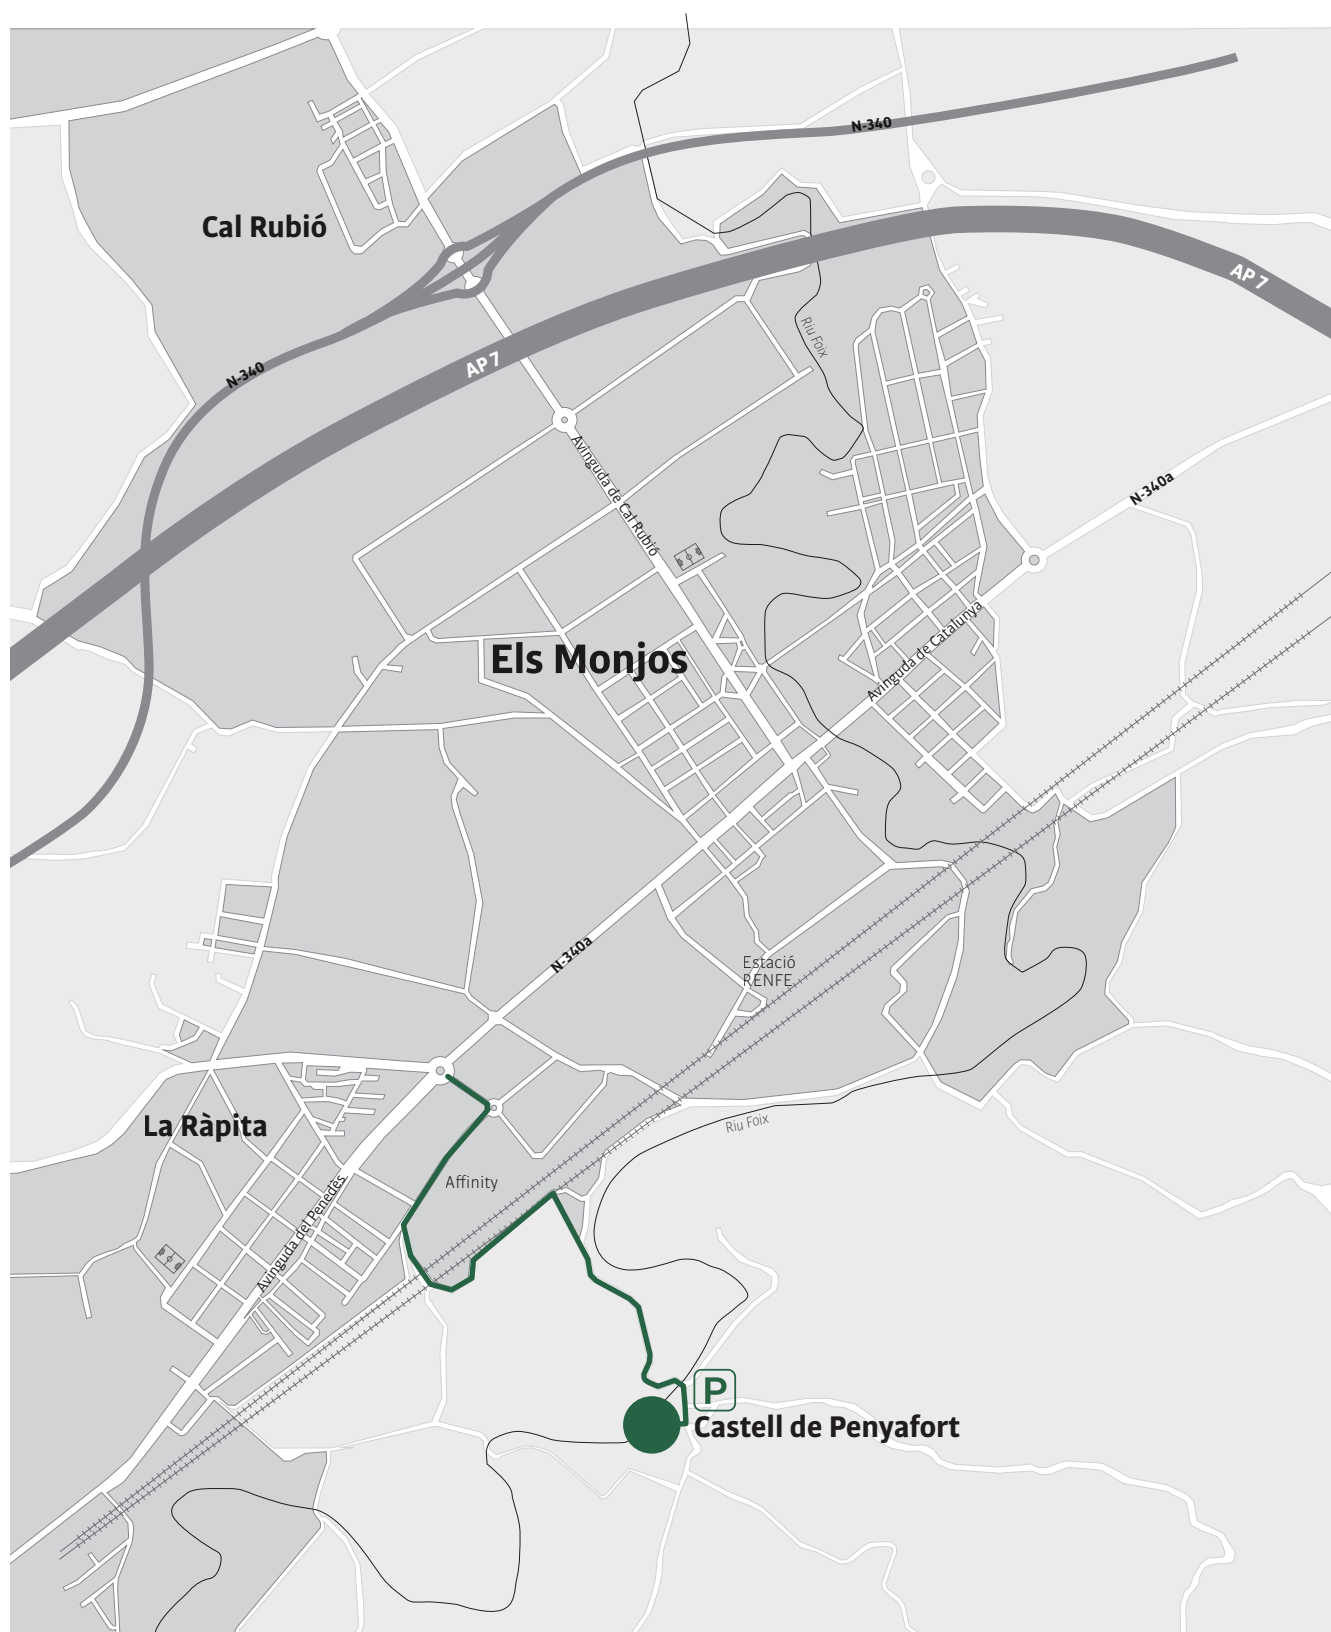 N-340
Cal Rubió
AP 7
Riu Foix
N-340
AP 7
Avinguda de Cal Rubió
N-340a
Els Monjos
Avinguda de Catalunya
N-340a
Estació
RENFE
La Ràpita
Riu Foix
Affinity
Avinguda del Penedès
P
Castell de Penyafort